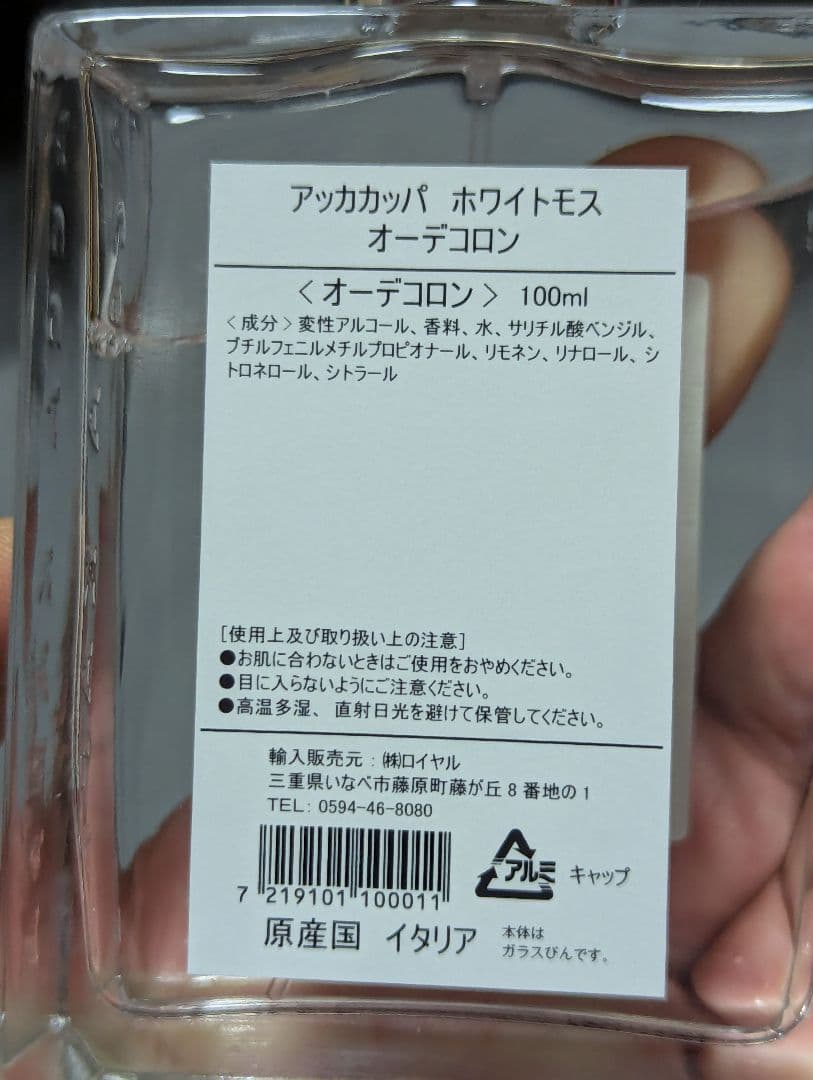 アッカカッパ ホワイトモス
オーデコロン
<オーデコロン> 100ml
<成分>変性アルコール、香料、水、サリチル酸ベンジル、
ブチルフェニルメチルプロピオナール、リモネン、リナロール、シ
トロネロール、シトラール
[使用上及び取り扱い上の注意]
●お肌に合わないときはご使用をおやめください。
●目に入らないようにご注意ください。
●高温多湿、直射日光を避けて保管してください。
輸入販売元:㈱ロイヤル
三重県いなべ市藤原町藤が丘8番地の1
TEL: 0594-46-8080
アルミ キャップ
7 219101 100011
原産国 イタリア
本体は
ガラスびんです。